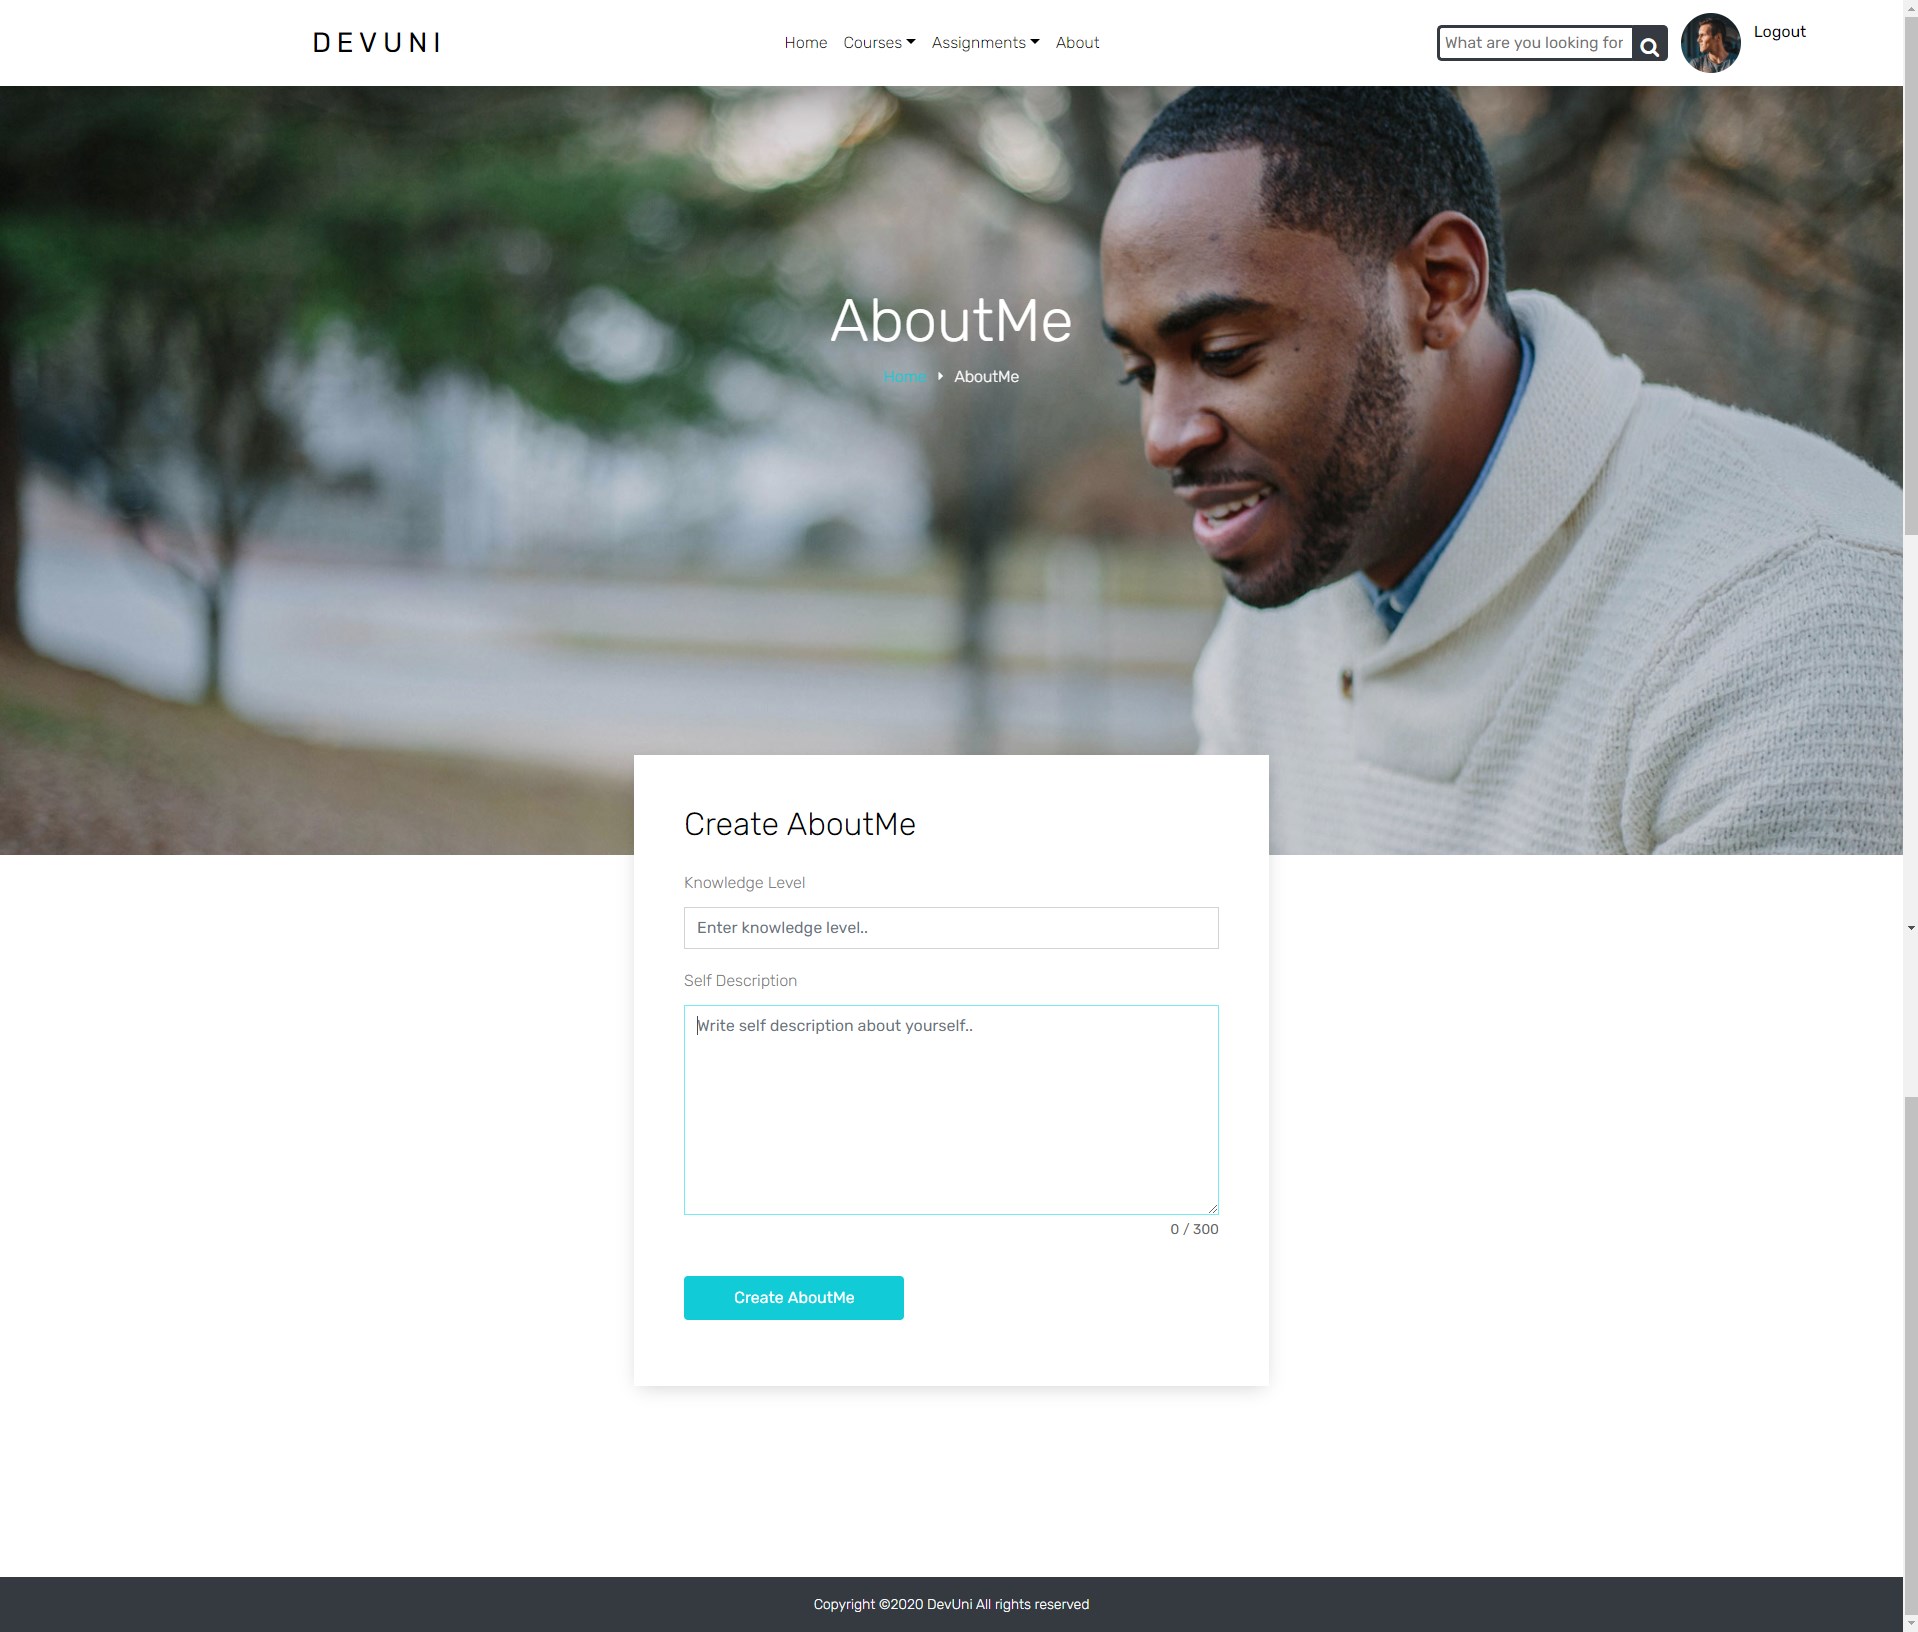 DEVUNI
Home Courses Assignments About
What are you looking for
Logout
AboutMe
Home AboutMe
Create AboutMe
Knowledge Level
Enter knowledge level..
Self Description
Write self description about yourself..
0 / 300
Create AboutMe
Copyright ©2020 DevUni All rights reserved